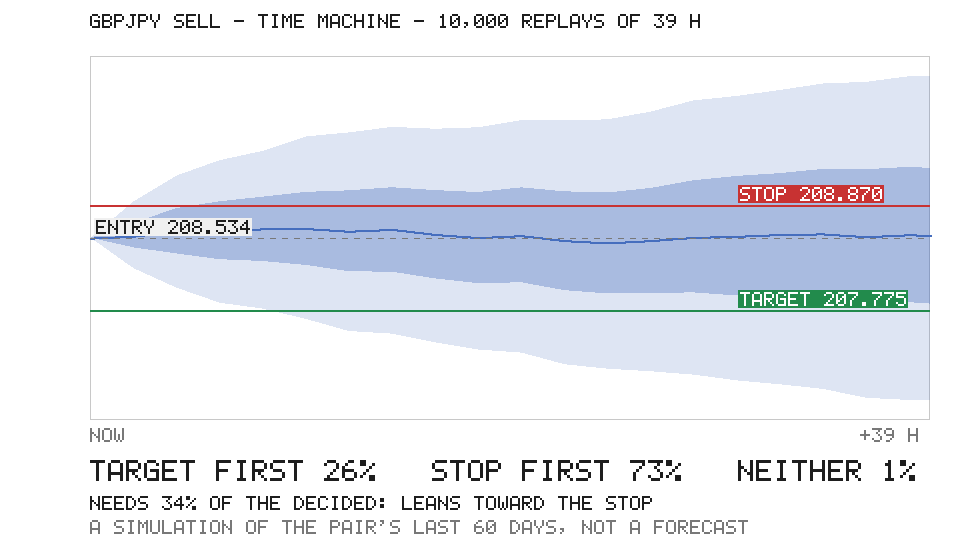 GBPJPY SELL – TIME MACHINE – 10,000 REPLAYS OF 39 H
STOP 208.870
ENTRY 208.534
TARGET 207.775
NOW +39 H
TARGET FIRST 26% STOP FIRST 73% NEITHER 1%
NEEDS 34% OF THE DECIDED: LEANS TOWARD THE STOP
A SIMULATION OF THE PAIR'S LAST 60 DAYS, NOT A FORECAST